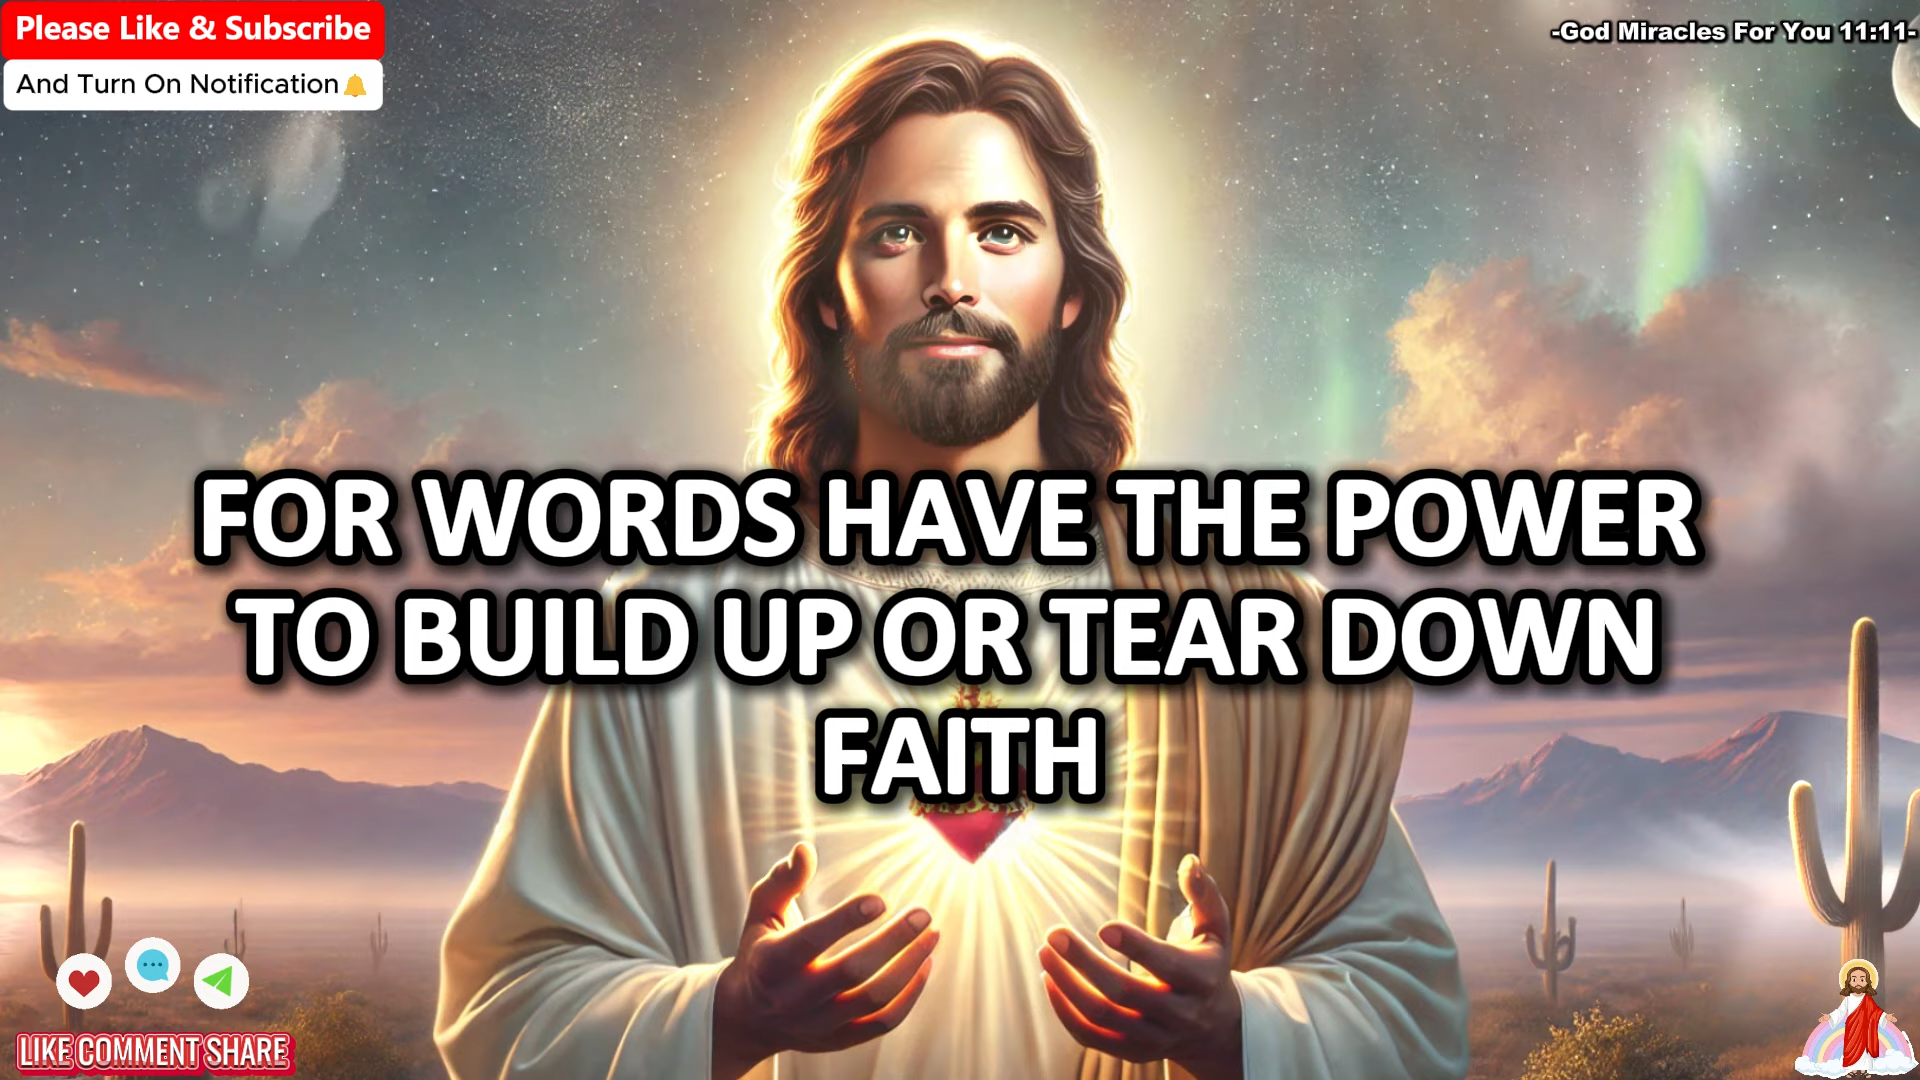 Please Like & Subscribe
And Turn On Notification
-God Miracles For You 11:11-
FOR WORDS HAVE THE POWER
TO BUILD UP OR TEAR DOWN
FAITH
LIKE COMMENT SHARE